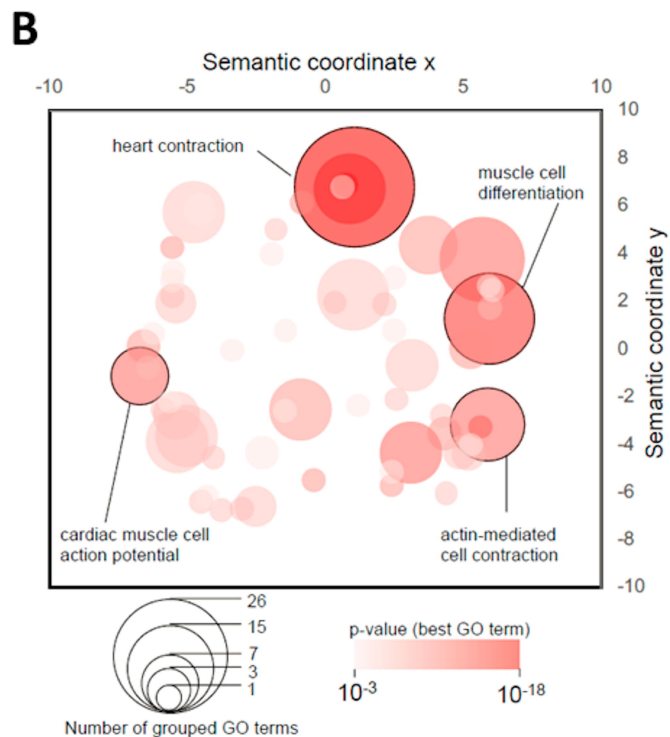 B
Semantic coordinate x
-10 -5 0 5 10
10
8
6
4
2
0
-2
-4
-6
-8
-10
Semantic coordinate y
heart contraction
muscle cell
differentiation
cardiac muscle cell
action potential
actin-mediated
cell contraction
26
15
7
3
1
Number of grouped GO terms
p-value (best GO term)
10⁻³ 10⁻¹⁸